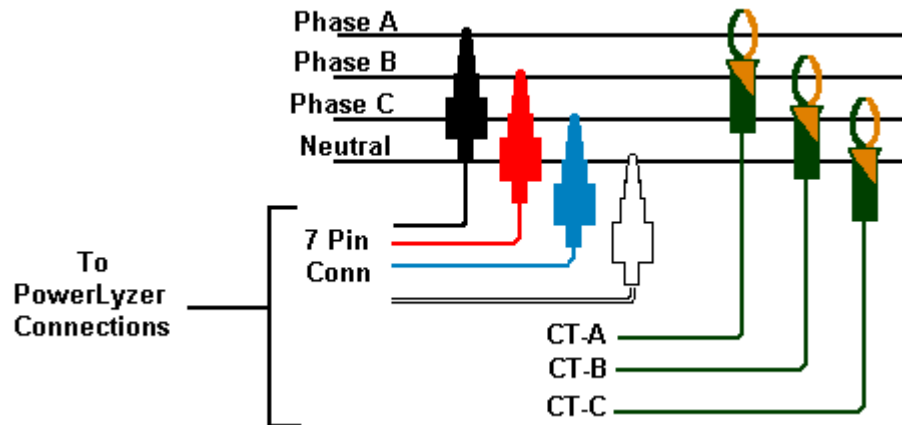 Phase A
Phase B
Phase C
Neutral
7 Pin
Conn
To
PowerLyzer
Connections
CT-A
CT-B
CT-C